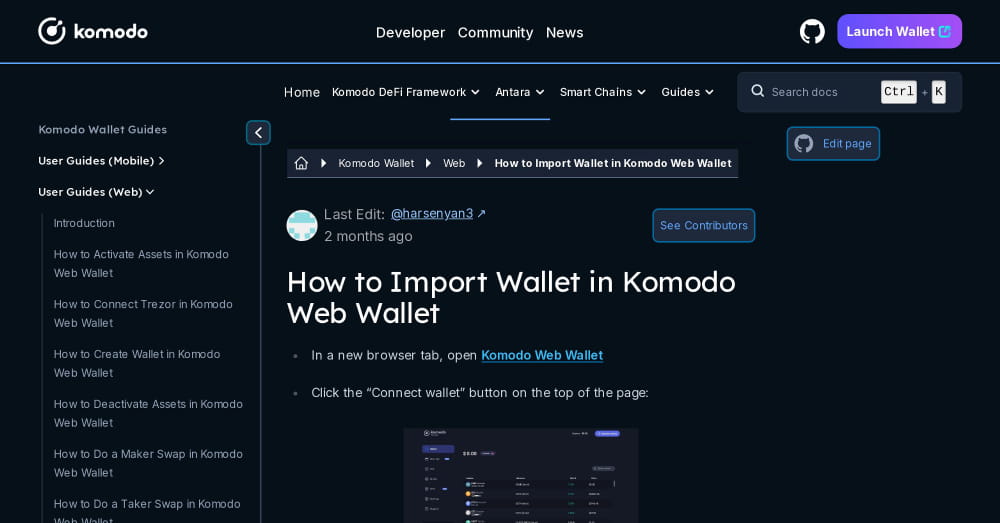 komodo
Developer Community News
Launch Wallet
Home Komodo DeFi Framework Antara Smart Chains Guides
Search docs Ctrl + K
Komodo Wallet Guides
User Guides (Mobile)
User Guides (Web)
Introduction
How to Activate Assets in Komodo
Web Wallet
How to Connect Trezor in Komodo
Web Wallet
How to Create Wallet in Komodo
Web Wallet
How to Deactivate Assets in Komodo
Web Wallet
How to Do a Maker Swap in Komodo
Web Wallet
How to Do a Taker Swap in Komodo
Web Wallet
Komodo Wallet Web How to Import Wallet in Komodo Web Wallet
Last Edit: @harsenyan3 ↗
2 months ago
See Contributors
How to Import Wallet in Komodo
Web Wallet
• In a new browser tab, open Komodo Web Wallet
• Click the “Connect wallet” button on the top of the page:
komodo
Edit page